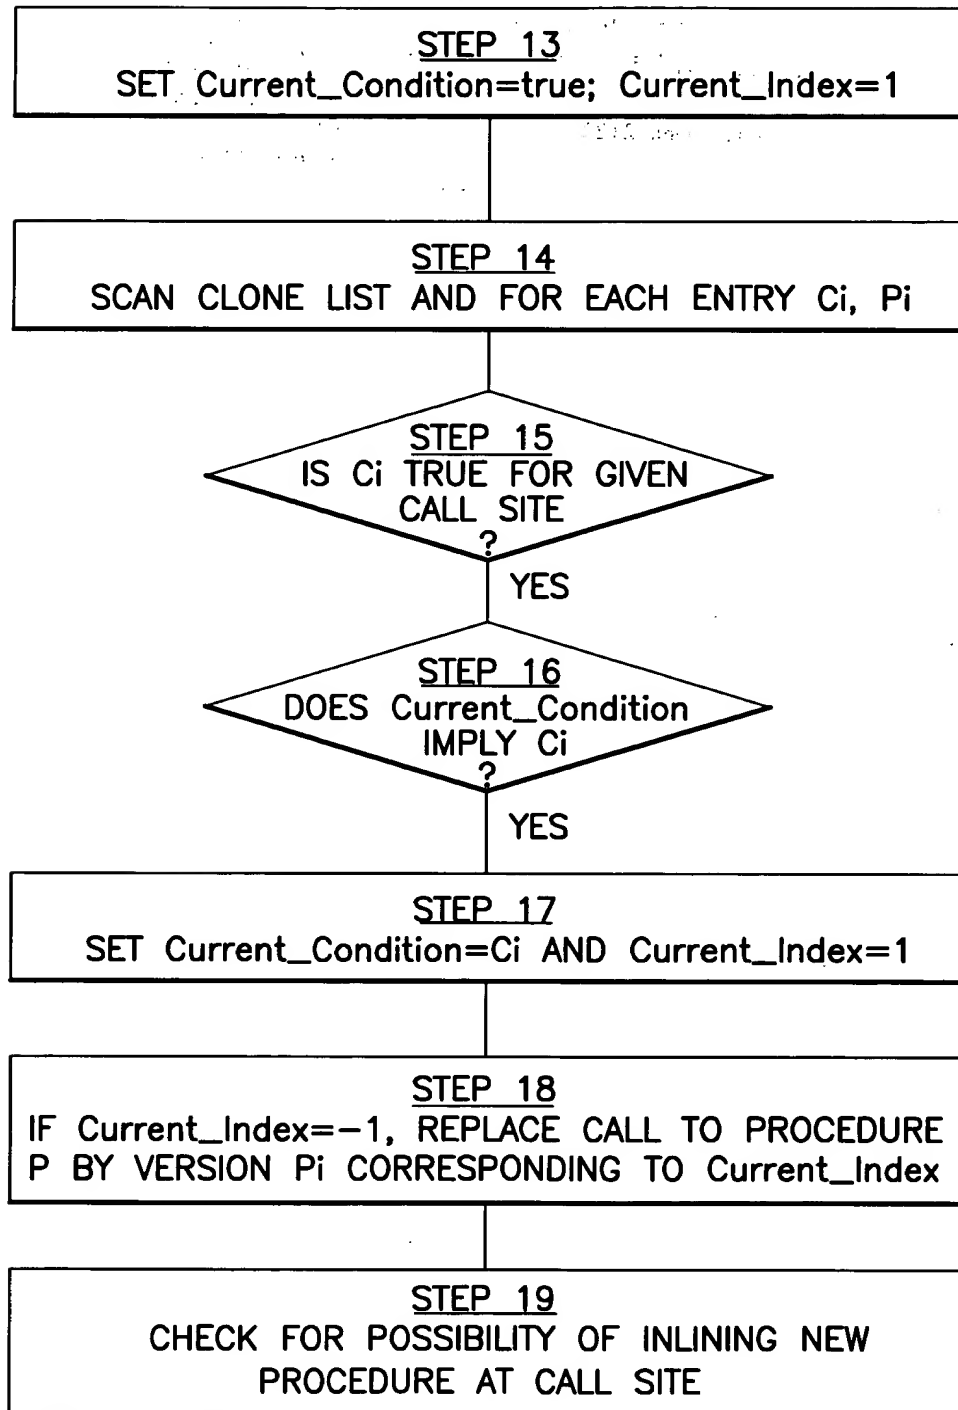 STEP 13
SET Current_Condition=true; Current_Index=1
STEP 14
SCAN CLONE LIST AND FOR EACH ENTRY Ci, Pi
STEP 15
IS Ci TRUE FOR GIVEN
CALL SITE
?
YES
STEP 16
DOES Current_Condition
IMPLY Ci
?
YES
STEP 17
SET Current_Condition=Ci AND Current_Index=1
STEP 18
IF Current_Index=-1, REPLACE CALL TO PROCEDURE
P BY VERSION Pi CORRESPONDING TO Current_Index
STEP 19
CHECK FOR POSSIBILITY OF INLINING NEW
PROCEDURE AT CALL SITE